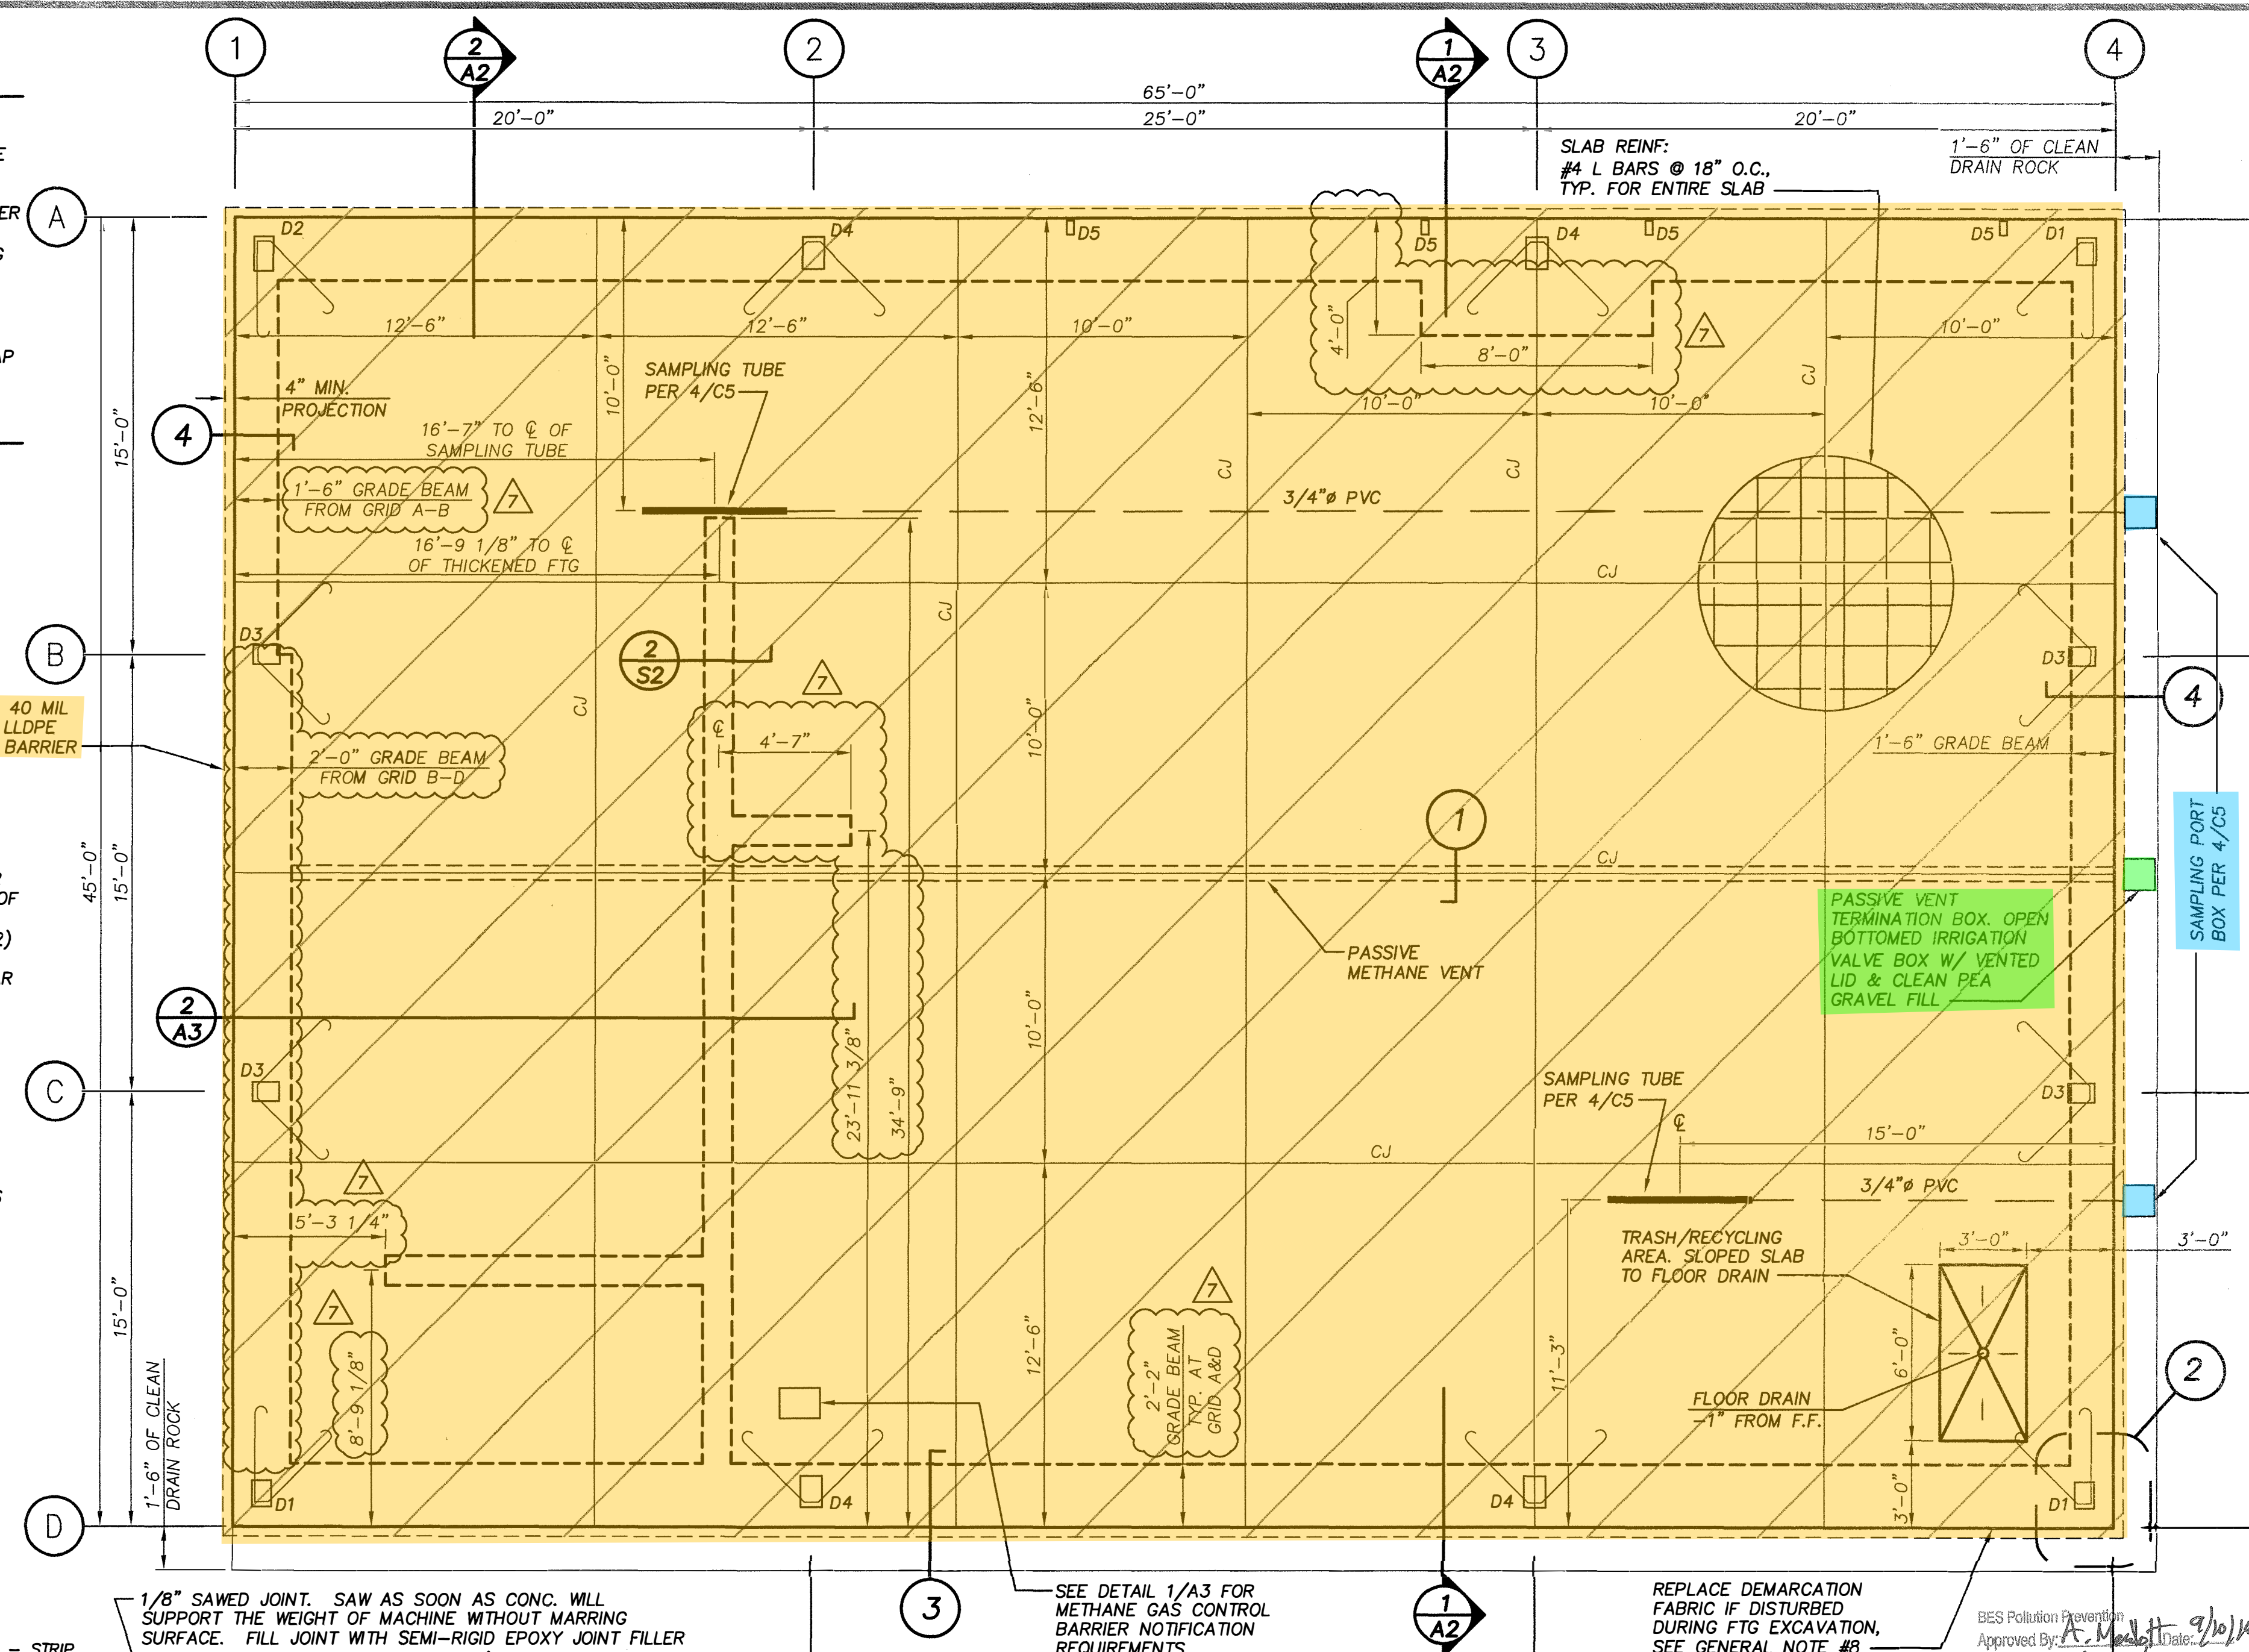 1
2
A2
2
1
A2
3
4
65'-0"
20'-0"
25'-0"
20'-0"
SLAB REINF:
#4 L BARS @ 18" O.C.,
TYP. FOR ENTIRE SLAB
1'-6" OF CLEAN
DRAIN ROCK
E
ER
G
AP
A
D2
D4
D5
D5
D4
D5
D5
D1
12'-6"
12'-6"
10'-0"
4'-0"
8'-0"
7
10'-0"
4" MIN.
PROJECTION
10'-0"
SAMPLING TUBE
PER 4/C5
12'-6"
10'-0"
10'-0"
CJ
4
15'-0"
16'-7" TO ℄ OF
SAMPLING TUBE
1'-6" GRADE BEAM
FROM GRID A-B
7
CJ
CJ
3/4"ø PVC
16'-9 1/8" TO ℄
OF THICKENED FTG
CJ
CJ
B
D3
2
S2
7
D3
4
40 MIL
LLDPE
BARRIER
CJ
℄
4'-7"
10'-0"
2'-0" GRADE BEAM
FROM GRID B-D
1'-6" GRADE BEAM
1
SAMPLING PORT
BOX PER 4/C5
45'-0"
15'-0"
CJ
OF
2)
R
PASSIVE
METHANE VENT
PASSIVE VENT
TERMINATION BOX. OPEN
BOTTOMED IRRIGATION
VALVE BOX W/ VENTED
LID & CLEAN PEA
GRAVEL FILL
2
A3
10'-0"
23'-11 3/8"
34'-9"
C
D3
SAMPLING TUBE
PER 4/C5
℄
D3
15'-0"
CJ
7
S
5'-3 1/4"
3/4"ø PVC
TRASH/RECYCLING
AREA. SLOPED SLAB
TO FLOOR DRAIN
3'-0"
3'-0"
7
7
15'-0"
8'-9 1/8"
12'-6"
2'-2"
GRADE BEAM
TYP. AT
GRID A&D
11'-3"
6'-0"
FLOOR DRAIN
-1" FROM F.F.
2
1'-6" OF CLEAN
DRAIN ROCK
3'-0"
D
D1
D4
D4
D1
1/8" SAWED JOINT. SAW AS SOON AS CONC. WILL
SUPPORT THE WEIGHT OF MACHINE WITHOUT MARRING
SURFACE. FILL JOINT WITH SEMI-RIGID EPOXY JOINT FILLER
- STRIP
3
SEE DETAIL 1/A3 FOR
METHANE GAS CONTROL
BARRIER NOTIFICATION
REQUIREMENTS
1
A2
REPLACE DEMARCATION
FABRIC IF DISTURBED
DURING FTG EXCAVATION,
SEE GENERAL NOTE #8
BES Pollution Prevention
Approved By: A. Date: 9/10/